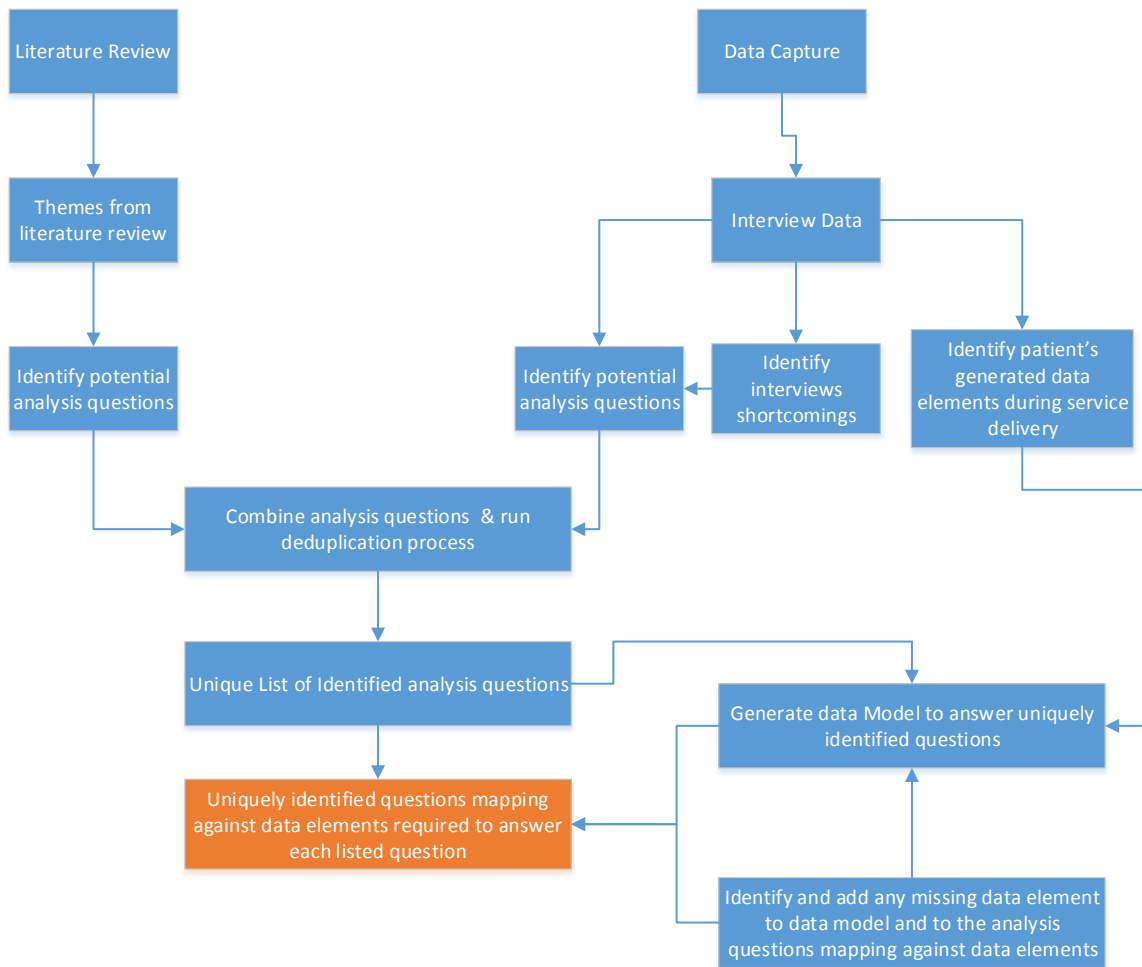 Literature Review
Data Capture
Themes from
literature review
Interview Data
Identify potential
analysis questions
Identify potential
analysis questions
Identify
interviews
shortcomings
Identify patient’s
generated data
elements during service
delivery
Combine analysis questions & run
deduplication process
Unique List of Identified analysis questions
Generate data Model to answer uniquely
identified questions
Uniquely identified questions mapping
against data elements required to answer
each listed question
Identify and add any missing data element
to data model and to the analysis
questions mapping against data elements